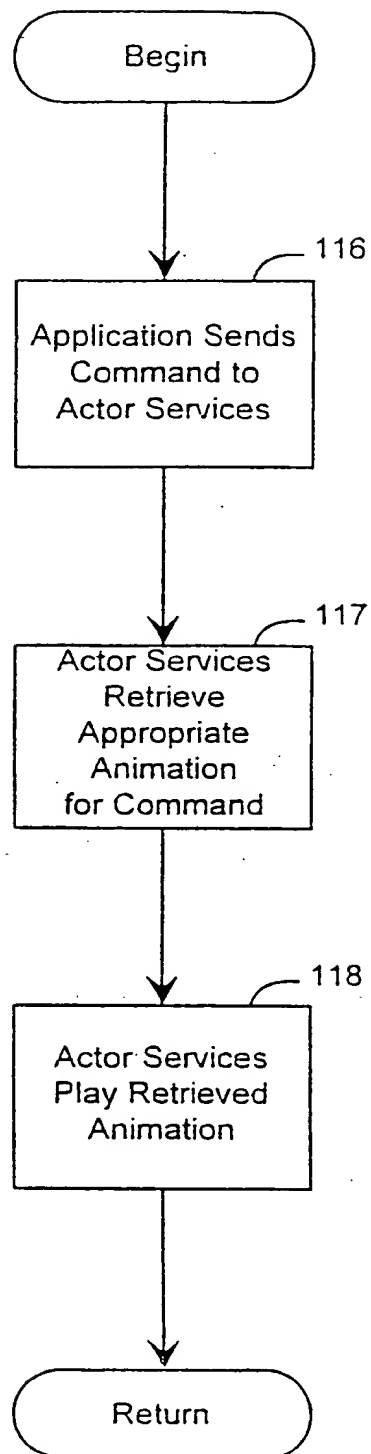 Begin
116
Application Sends
Command to
Actor Services
117
Actor Services
Retrieve
Appropriate
Animation
for Command
118
Actor Services
Play Retrieved
Animation
Return